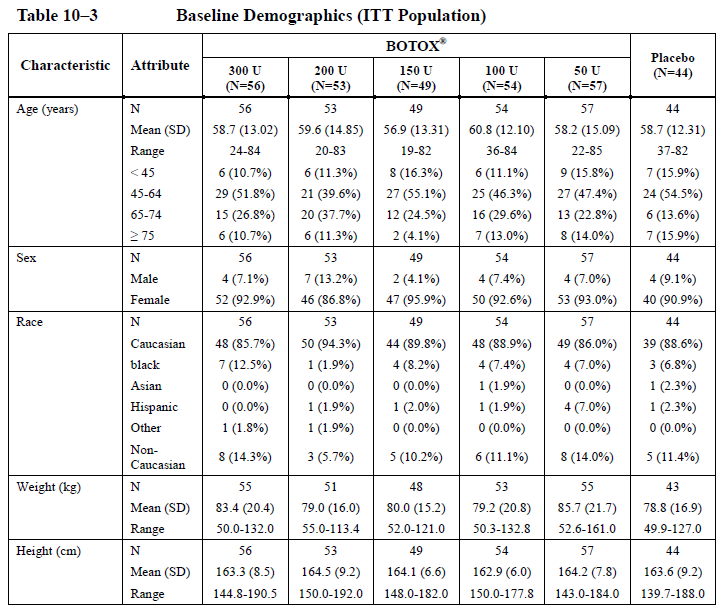 Table 10–3 Baseline Demographics (ITT Population)
Characteristic Attribute BOTOX® Placebo (N=44)
300 U (N=56) 200 U (N=53) 150 U (N=49) 100 U (N=54) 50 U (N=57)
Age (years) N 56 53 49 54 57 44
Mean (SD) 58.7 (13.02) 59.6 (14.85) 56.9 (13.31) 60.8 (12.10) 58.2 (15.09) 58.7 (12.31)
Range 24-84 20-83 19-82 36-84 22-85 37-82
< 45 6 (10.7%) 6 (11.3%) 8 (16.3%) 6 (11.1%) 9 (15.8%) 7 (15.9%)
45-64 29 (51.8%) 21 (39.6%) 27 (55.1%) 25 (46.3%) 27 (47.4%) 24 (54.5%)
65-74 15 (26.8%) 20 (37.7%) 12 (24.5%) 16 (29.6%) 13 (22.8%) 6 (13.6%)
≥ 75 6 (10.7%) 6 (11.3%) 2 (4.1%) 7 (13.0%) 8 (14.0%) 7 (15.9%)
Sex N 56 53 49 54 57 44
Male 4 (7.1%) 7 (13.2%) 2 (4.1%) 4 (7.4%) 4 (7.0%) 4 (9.1%)
Female 52 (92.9%) 46 (86.8%) 47 (95.9%) 50 (92.6%) 53 (93.0%) 40 (90.9%)
Race N 56 53 49 54 57 44
Caucasian 48 (85.7%) 50 (94.3%) 44 (89.8%) 48 (88.9%) 49 (86.0%) 39 (88.6%)
black 7 (12.5%) 1 (1.9%) 4 (8.2%) 4 (7.4%) 4 (7.0%) 3 (6.8%)
Asian 0 (0.0%) 0 (0.0%) 0 (0.0%) 1 (1.9%) 0 (0.0%) 1 (2.3%)
Hispanic 0 (0.0%) 1 (1.9%) 1 (2.0%) 1 (1.9%) 4 (7.0%) 1 (2.3%)
Other 1 (1.8%) 1 (1.9%) 0 (0.0%) 0 (0.0%) 0 (0.0%) 0 (0.0%)
Non-
Caucasian 8 (14.3%) 3 (5.7%) 5 (10.2%) 6 (11.1%) 8 (14.0%) 5 (11.4%)
Weight (kg) N 55 51 48 53 55 43
Mean (SD) 83.4 (20.4) 79.0 (16.0) 80.0 (15.2) 79.2 (20.8) 85.7 (21.7) 78.8 (16.9)
Range 50.0-132.0 55.0-113.4 52.0-121.0 50.3-132.8 52.6-161.0 49.9-127.0
Height (cm) N 56 53 49 54 57 44
Mean (SD) 163.3 (8.5) 164.5 (9.2) 164.1 (6.6) 162.9 (6.0) 164.2 (7.8) 163.6 (9.2)
Range 144.8-190.5 150.0-192.0 148.0-182.0 150.0-177.8 143.0-184.0 139.7-188.0